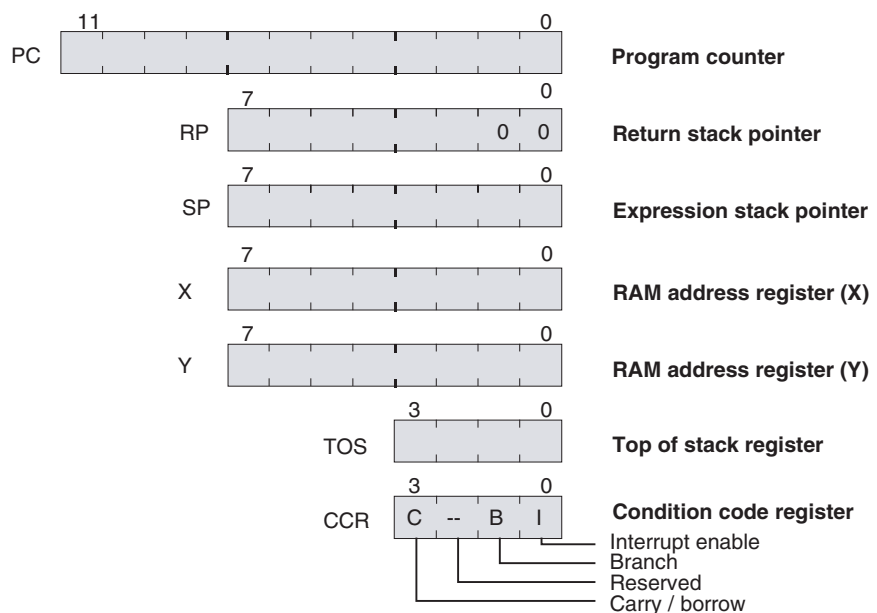 11 0
PC Program counter
7 0
RP 0 0 Return stack pointer
7 0
SP Expression stack pointer
7 0
X RAM address register (X)
7 0
Y RAM address register (Y)
3 0
TOS Top of stack register
3 0
CCR C -- B I Condition code register
Interrupt enable
Branch
Reserved
Carry / borrow